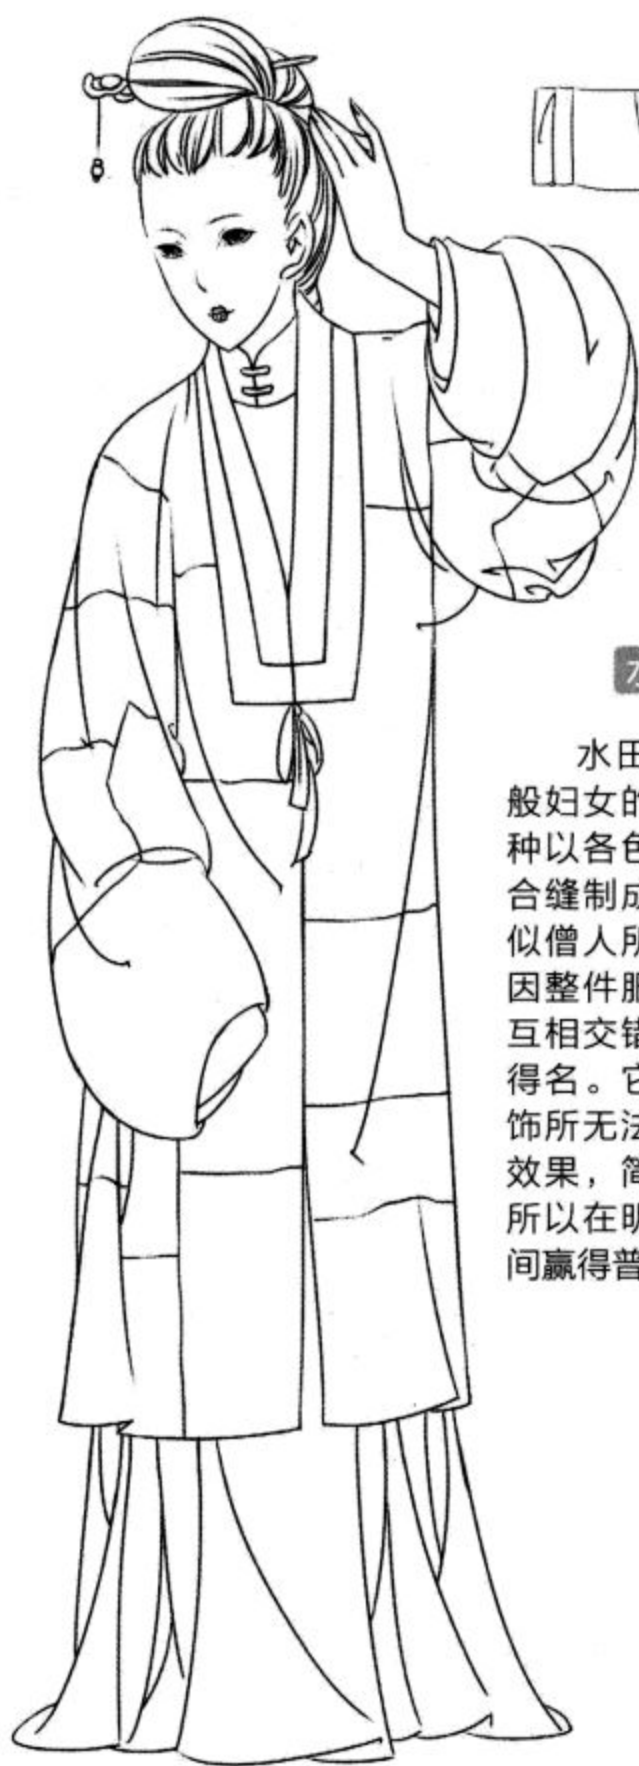 水
水田
般妇女的
种以各色
合缝制成
似僧人所
因整件服
互相交错
得名。它
饰所无法
效果，简
所以在明
间赢得普